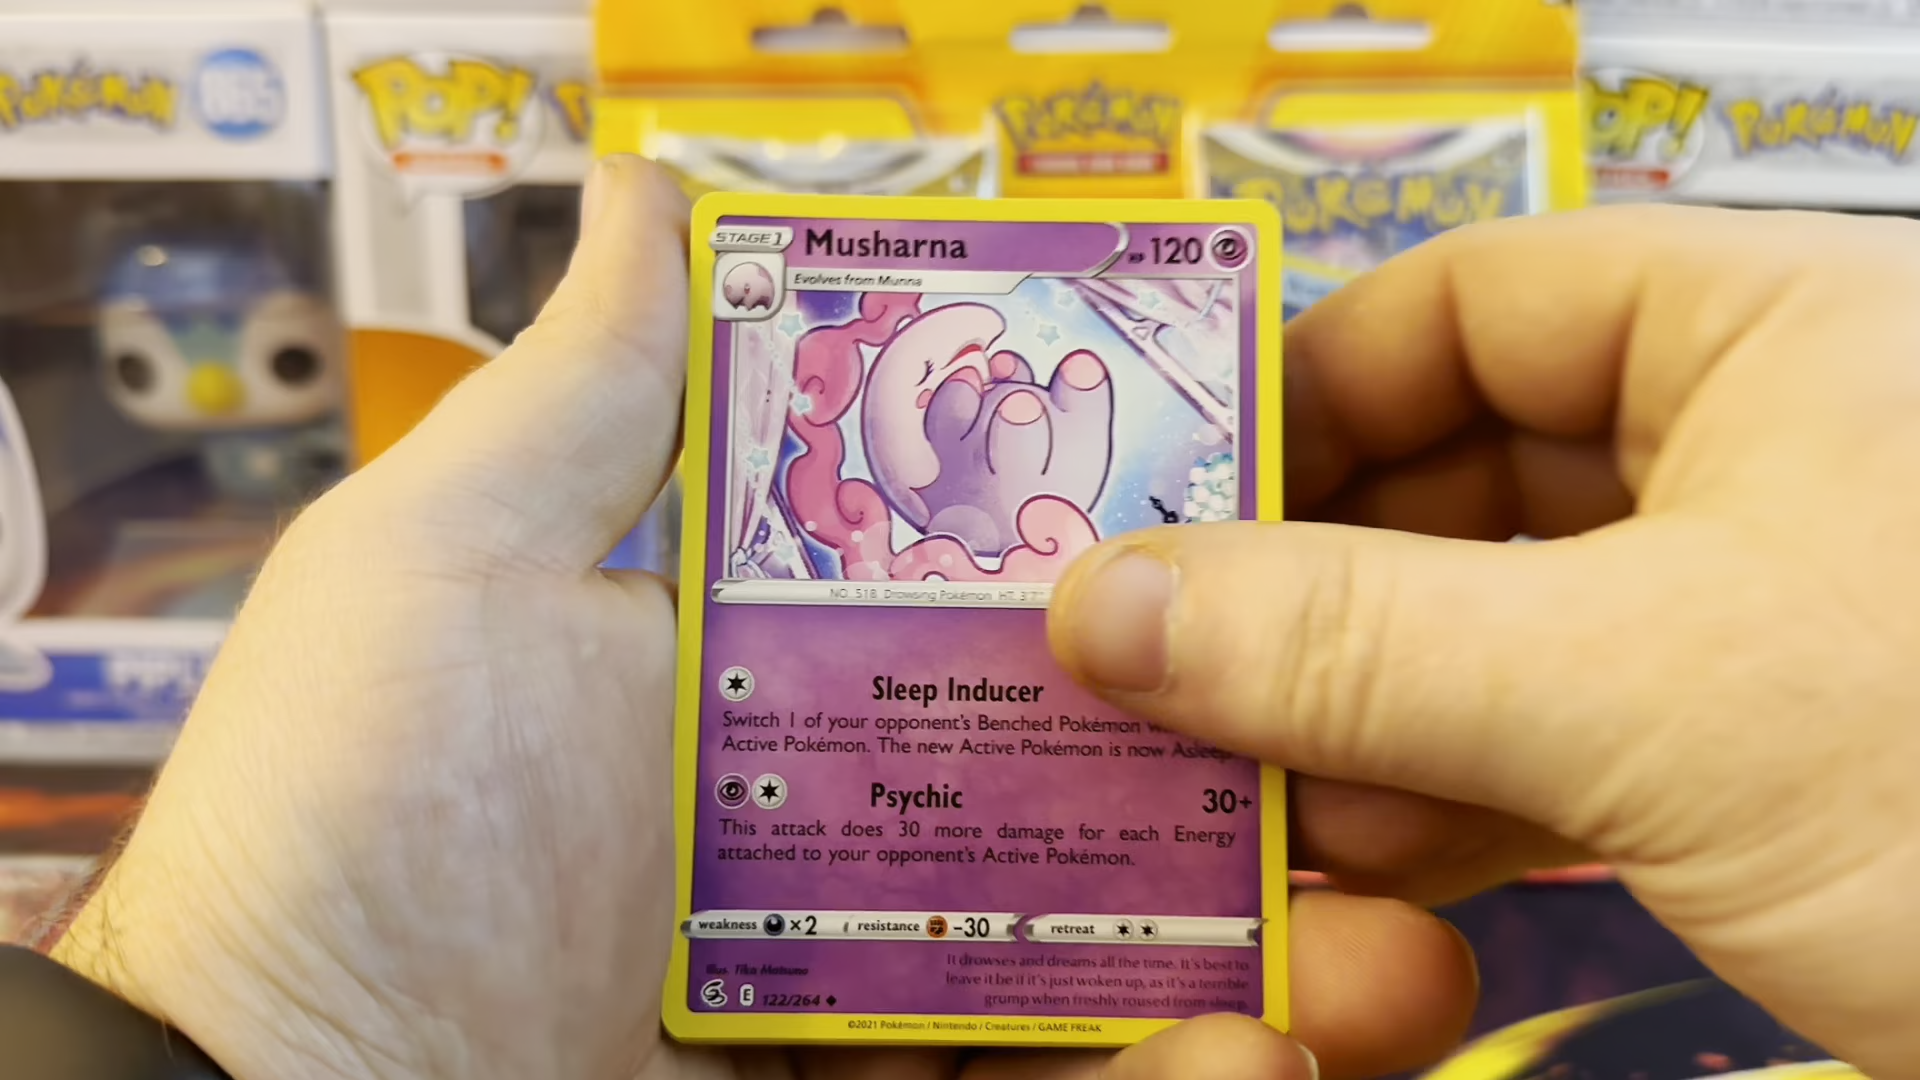 Pokémon
865
POP!
Pokémon
Pokémon
POP!
Pokémon
STAGE 1
Musharna
HP 120
Evolves from Munna
NO. 518 Drowsing Pokémon HT: 3'7"
Sleep Inducer
Switch 1 of your opponent's Benched Pokémon
Active Pokémon. The new Active Pokémon is now Asleep.
Psychic 30+
This attack does 30 more damage for each Energy
attached to your opponent's Active Pokémon.
weakness ×2 resistance -30 retreat
Illus. Tika Matsuno
It drowses and dreams all the time. It's best to
leave it be if it's just woken up, as it's a terrible
grump when freshly roused from sleep.
E 122/264
©2021 Pokémon / Nintendo / Creatures / GAME FREAK